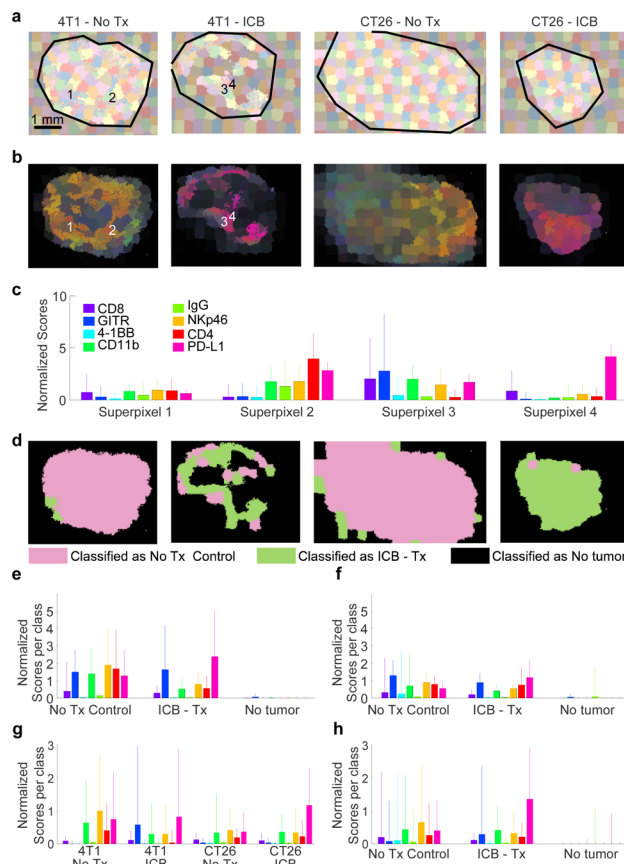 a
4T1 - No Tx
4T1 - ICB
CT26 - No Tx
CT26 - ICB
1
2
3
4
1 mm
b
1
2
3
4
c
Normalized Scores
10
5
0
CD8
GITR
4-1BB
CD11b
IgG
NKp46
CD4
PD-L1
Superpixel 1
Superpixel 2
Superpixel 3
Superpixel 4
d
Classified as No Tx Control
Classified as ICB - Tx
Classified as No tumor
e
Normalized
Scores per class
5
4
3
2
1
0
No Tx Control
ICB - Tx
No tumor
f
Normalized
Scores per class
5
4
3
2
1
0
No Tx Control
ICB - Tx
No tumor
g
Normalized
Scores per class
3
2
1
0
4T1
No Tx
4T1
ICB
CT26
No Tx
CT26
ICB
h
Normalized
Scores per class
3
2
1
0
No Tx Control
ICB - Tx
No tumor